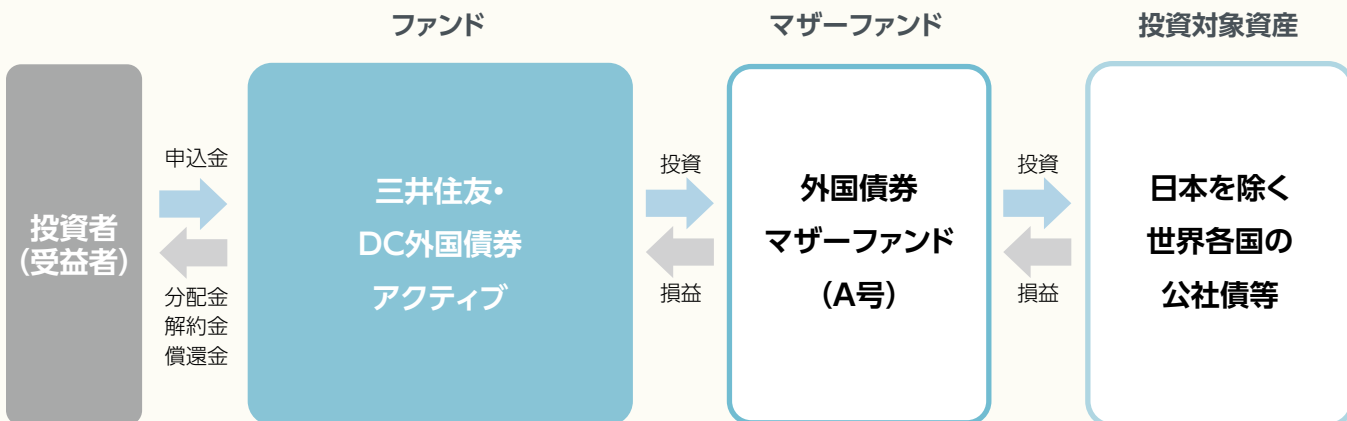 ファンド
マザーファンド
投資対象資産
投資者
(受益者)
申込金
分配金
解約金
償還金
三井住友・
DC外国債券
アクティブ
投資
損益
外国債券
マザーファンド
(A号)
投資
損益
日本を除く
世界各国の
公社債等